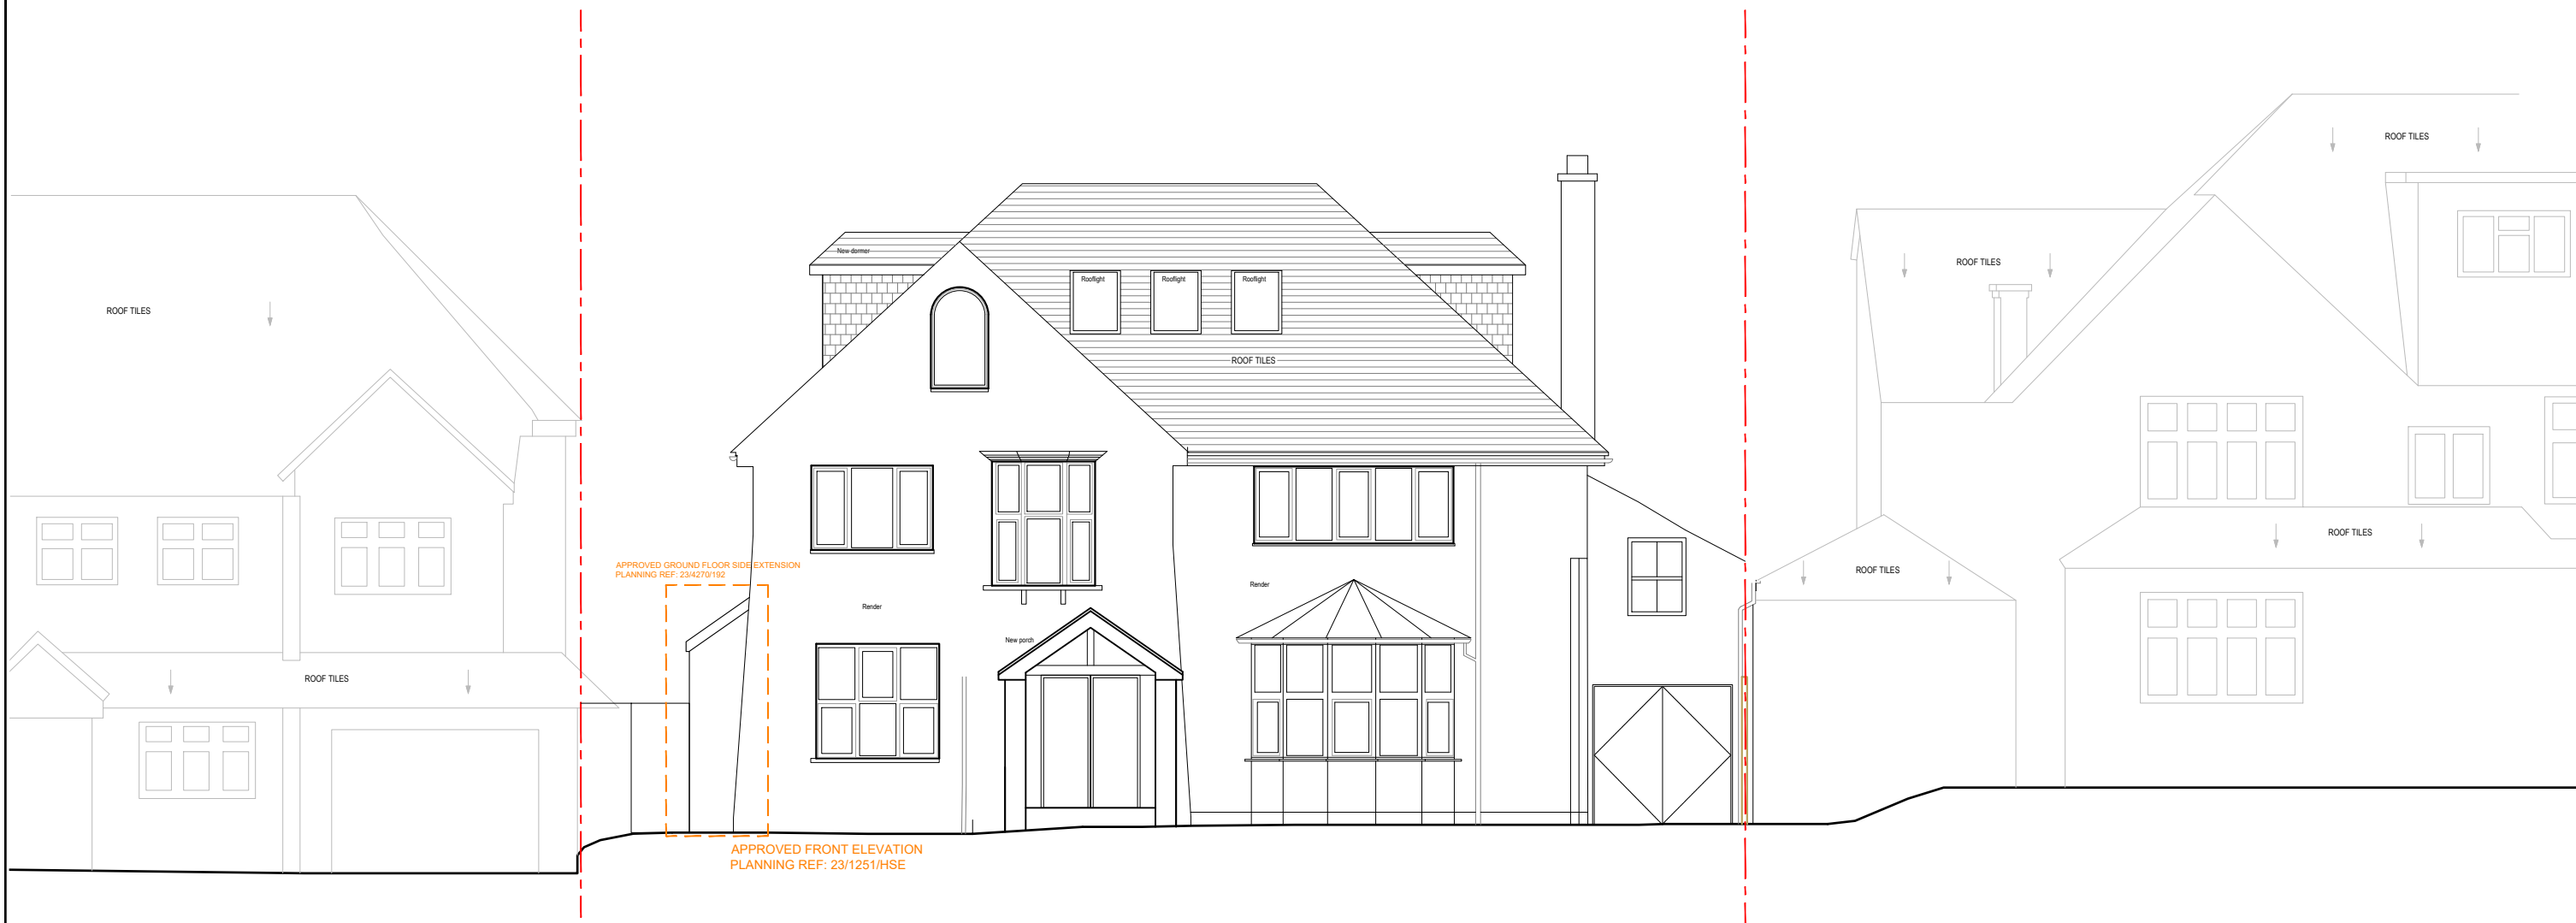 ROOF TILES
ROOF TILES
New dormer
Rooflight
Rooflight
Rooflight
ROOF TILES
APPROVED GROUND FLOOR SIDE EXTENSION
PLANNING REF: 23/4270/192
Render
New porch
Render
APPROVED FRONT ELEVATION
PLANNING REF: 23/1251/HSE
ROOF TILES
ROOF TILES
ROOF TILES
ROOF TILES